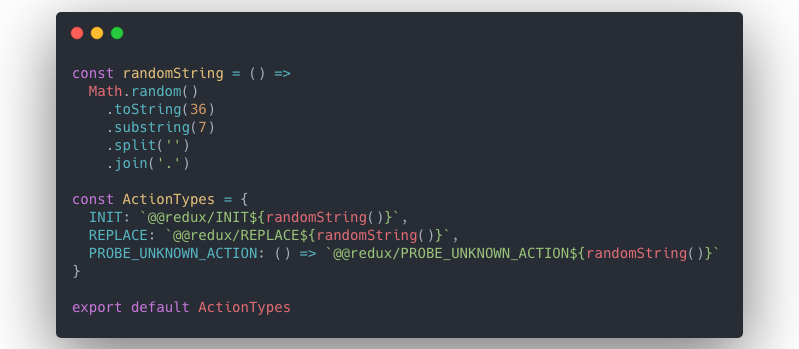 const randomString = () =>
  Math.random()
    .toString(36)
    .substring(7)
    .split('')
    .join('.')

const ActionTypes = {
  INIT: `@@redux/INIT${randomString()}`,
  REPLACE: `@@redux/REPLACE${randomString()}`,
  PROBE_UNKNOWN_ACTION: () => `@@redux/PROBE_UNKNOWN_ACTION${randomString()}`
}

export default ActionTypes